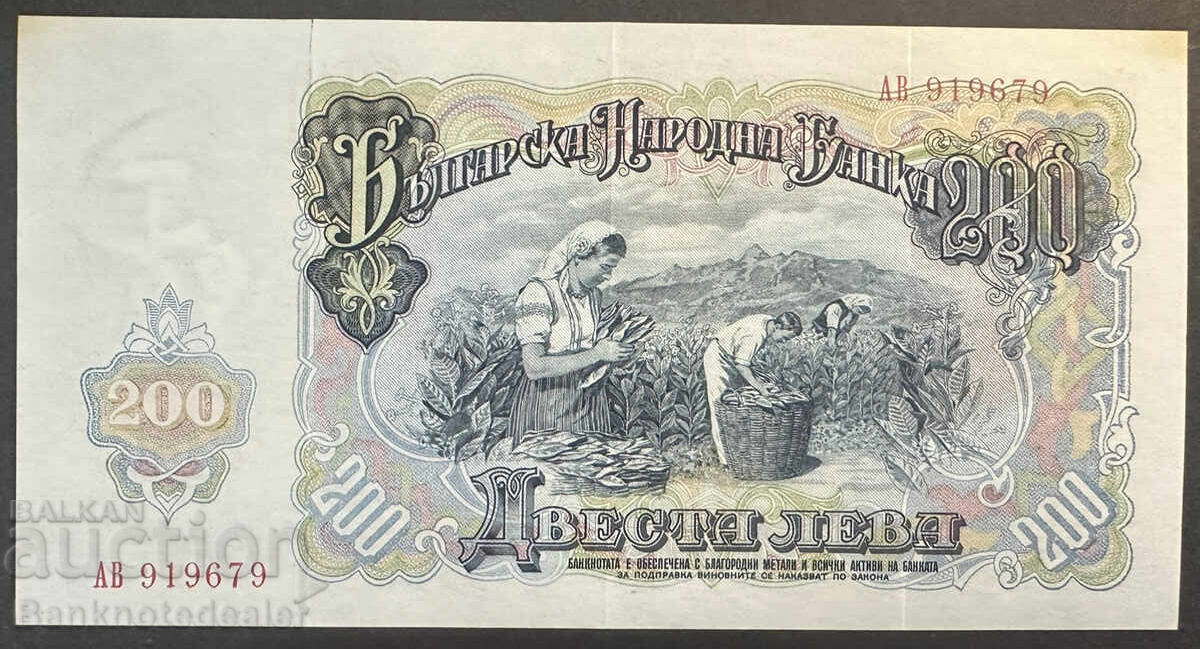 АВ 919679
Българска Народна Банка
200
200
200
200
Двеста лева
БАНКНОТАТА Е ОБЕСПЕЧЕНА С БЛАГОРОДНИ МЕТАЛИ И ВСИЧКИ АКТИВИ НА БАНКАТА
ЗА ПОДПРАВКА ВИНОВНИТЕ СЕ НАКАЗВАТ ПО ЗАКОНА
АВ 919679
BALKAN
auction
Banknotedealer